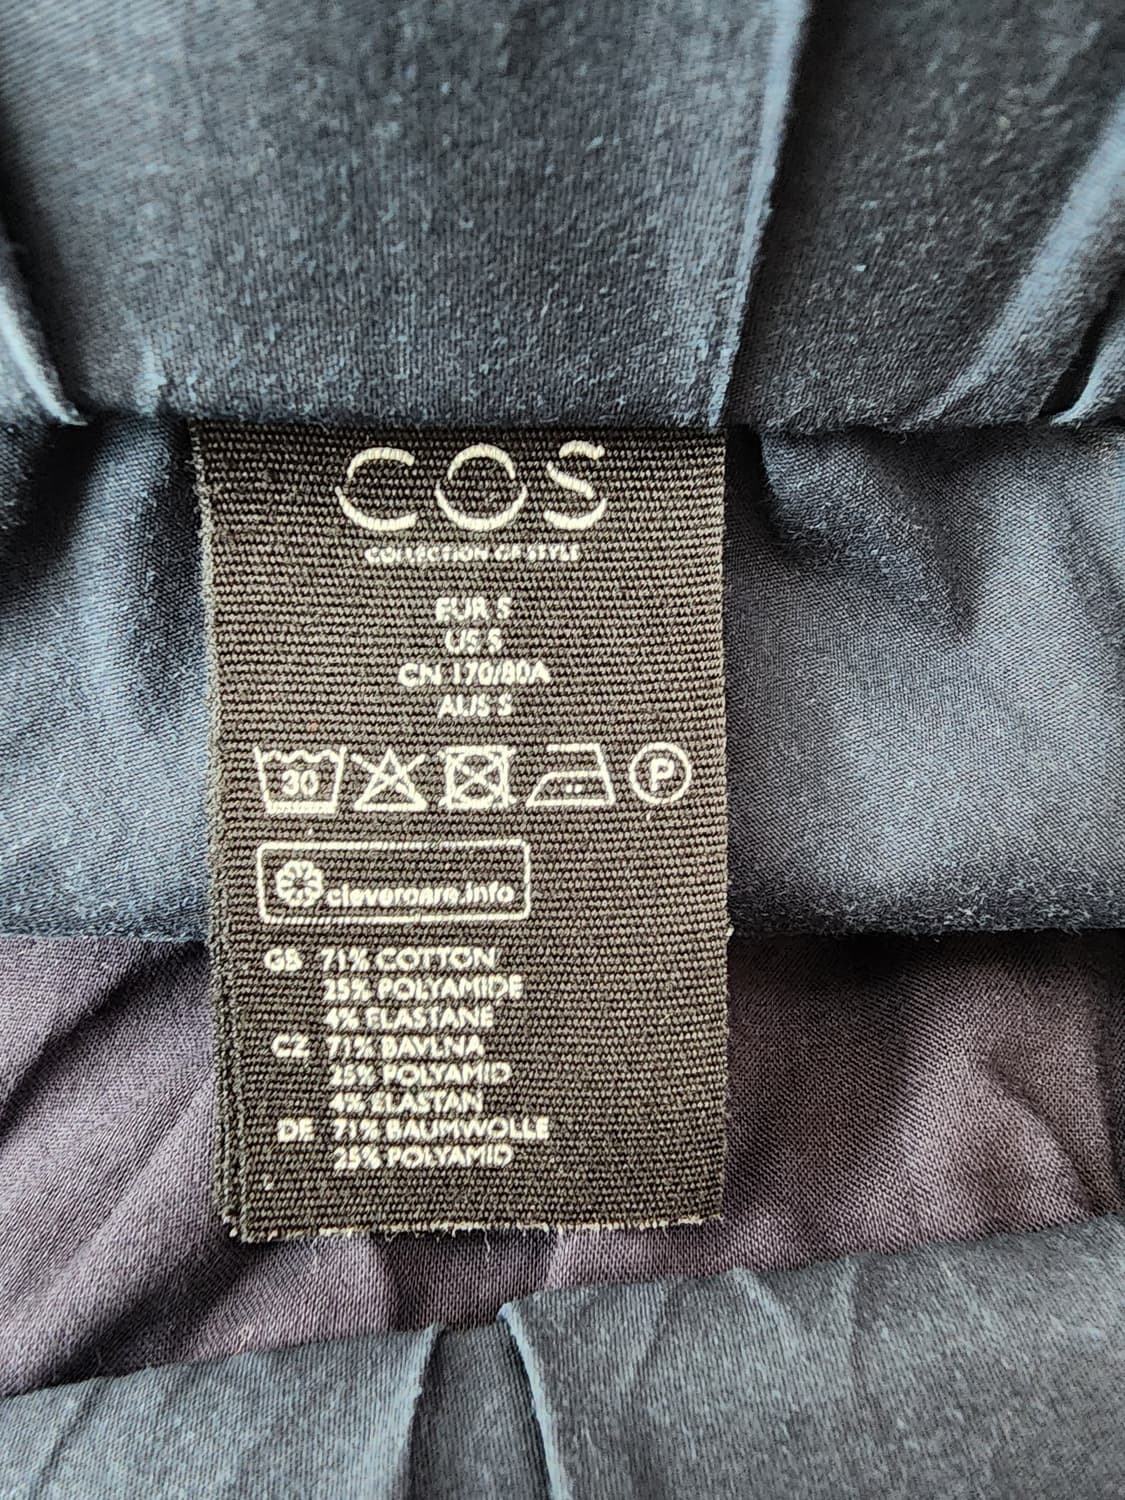 COS
COLLECTION OF STYLE
EUR S
US S
CN 170/80A
AUS S
30 P
clevercare.info
GB 71% COTTON
25% POLYAMIDE
4% ELASTANE
CZ 71% BAVLNA
25% POLYAMID
4% ELASTAN
DE 71% BAUMWOLLE
25% POLYAMID